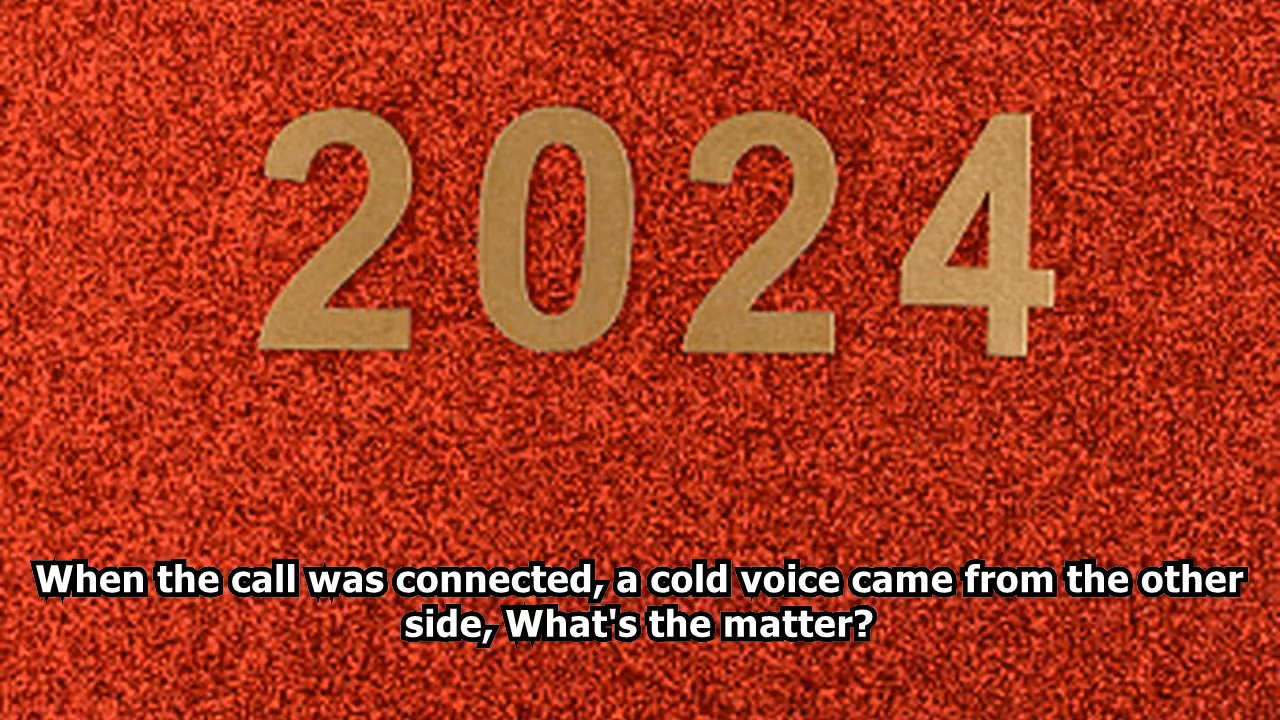 2024
When the call was connected, a cold voice came from the other
side, What's the matter?